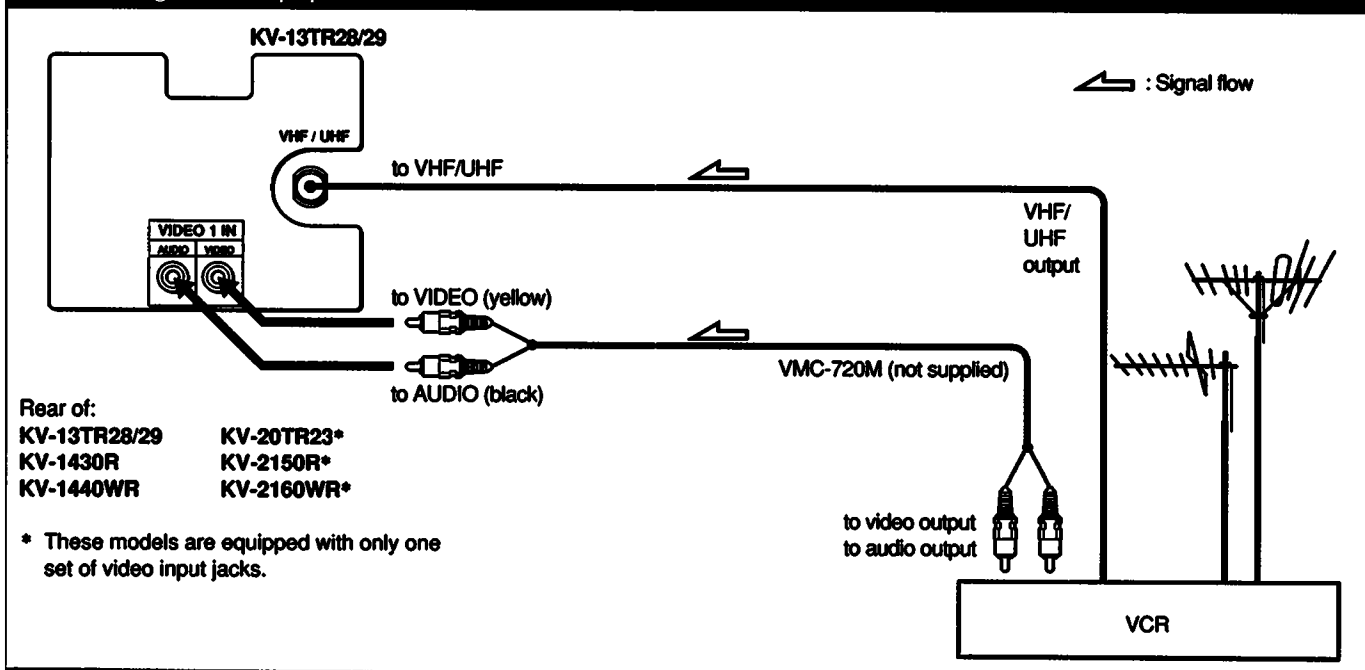 KV-13TR28/29
: Signal flow
VHF / UHF
to VHF/UHF
VHF/
UHF
output
VIDEO 1 IN
AUDIO VIDEO
to VIDEO (yellow)
VMC-720M (not supplied)
to AUDIO (black)
Rear of:
KV-13TR28/29 KV-20TR23*
KV-1430R KV-2150R*
KV-1440WR KV-2160WR*
* These models are equipped with only one
set of video input jacks.
to video output
to audio output
VCR